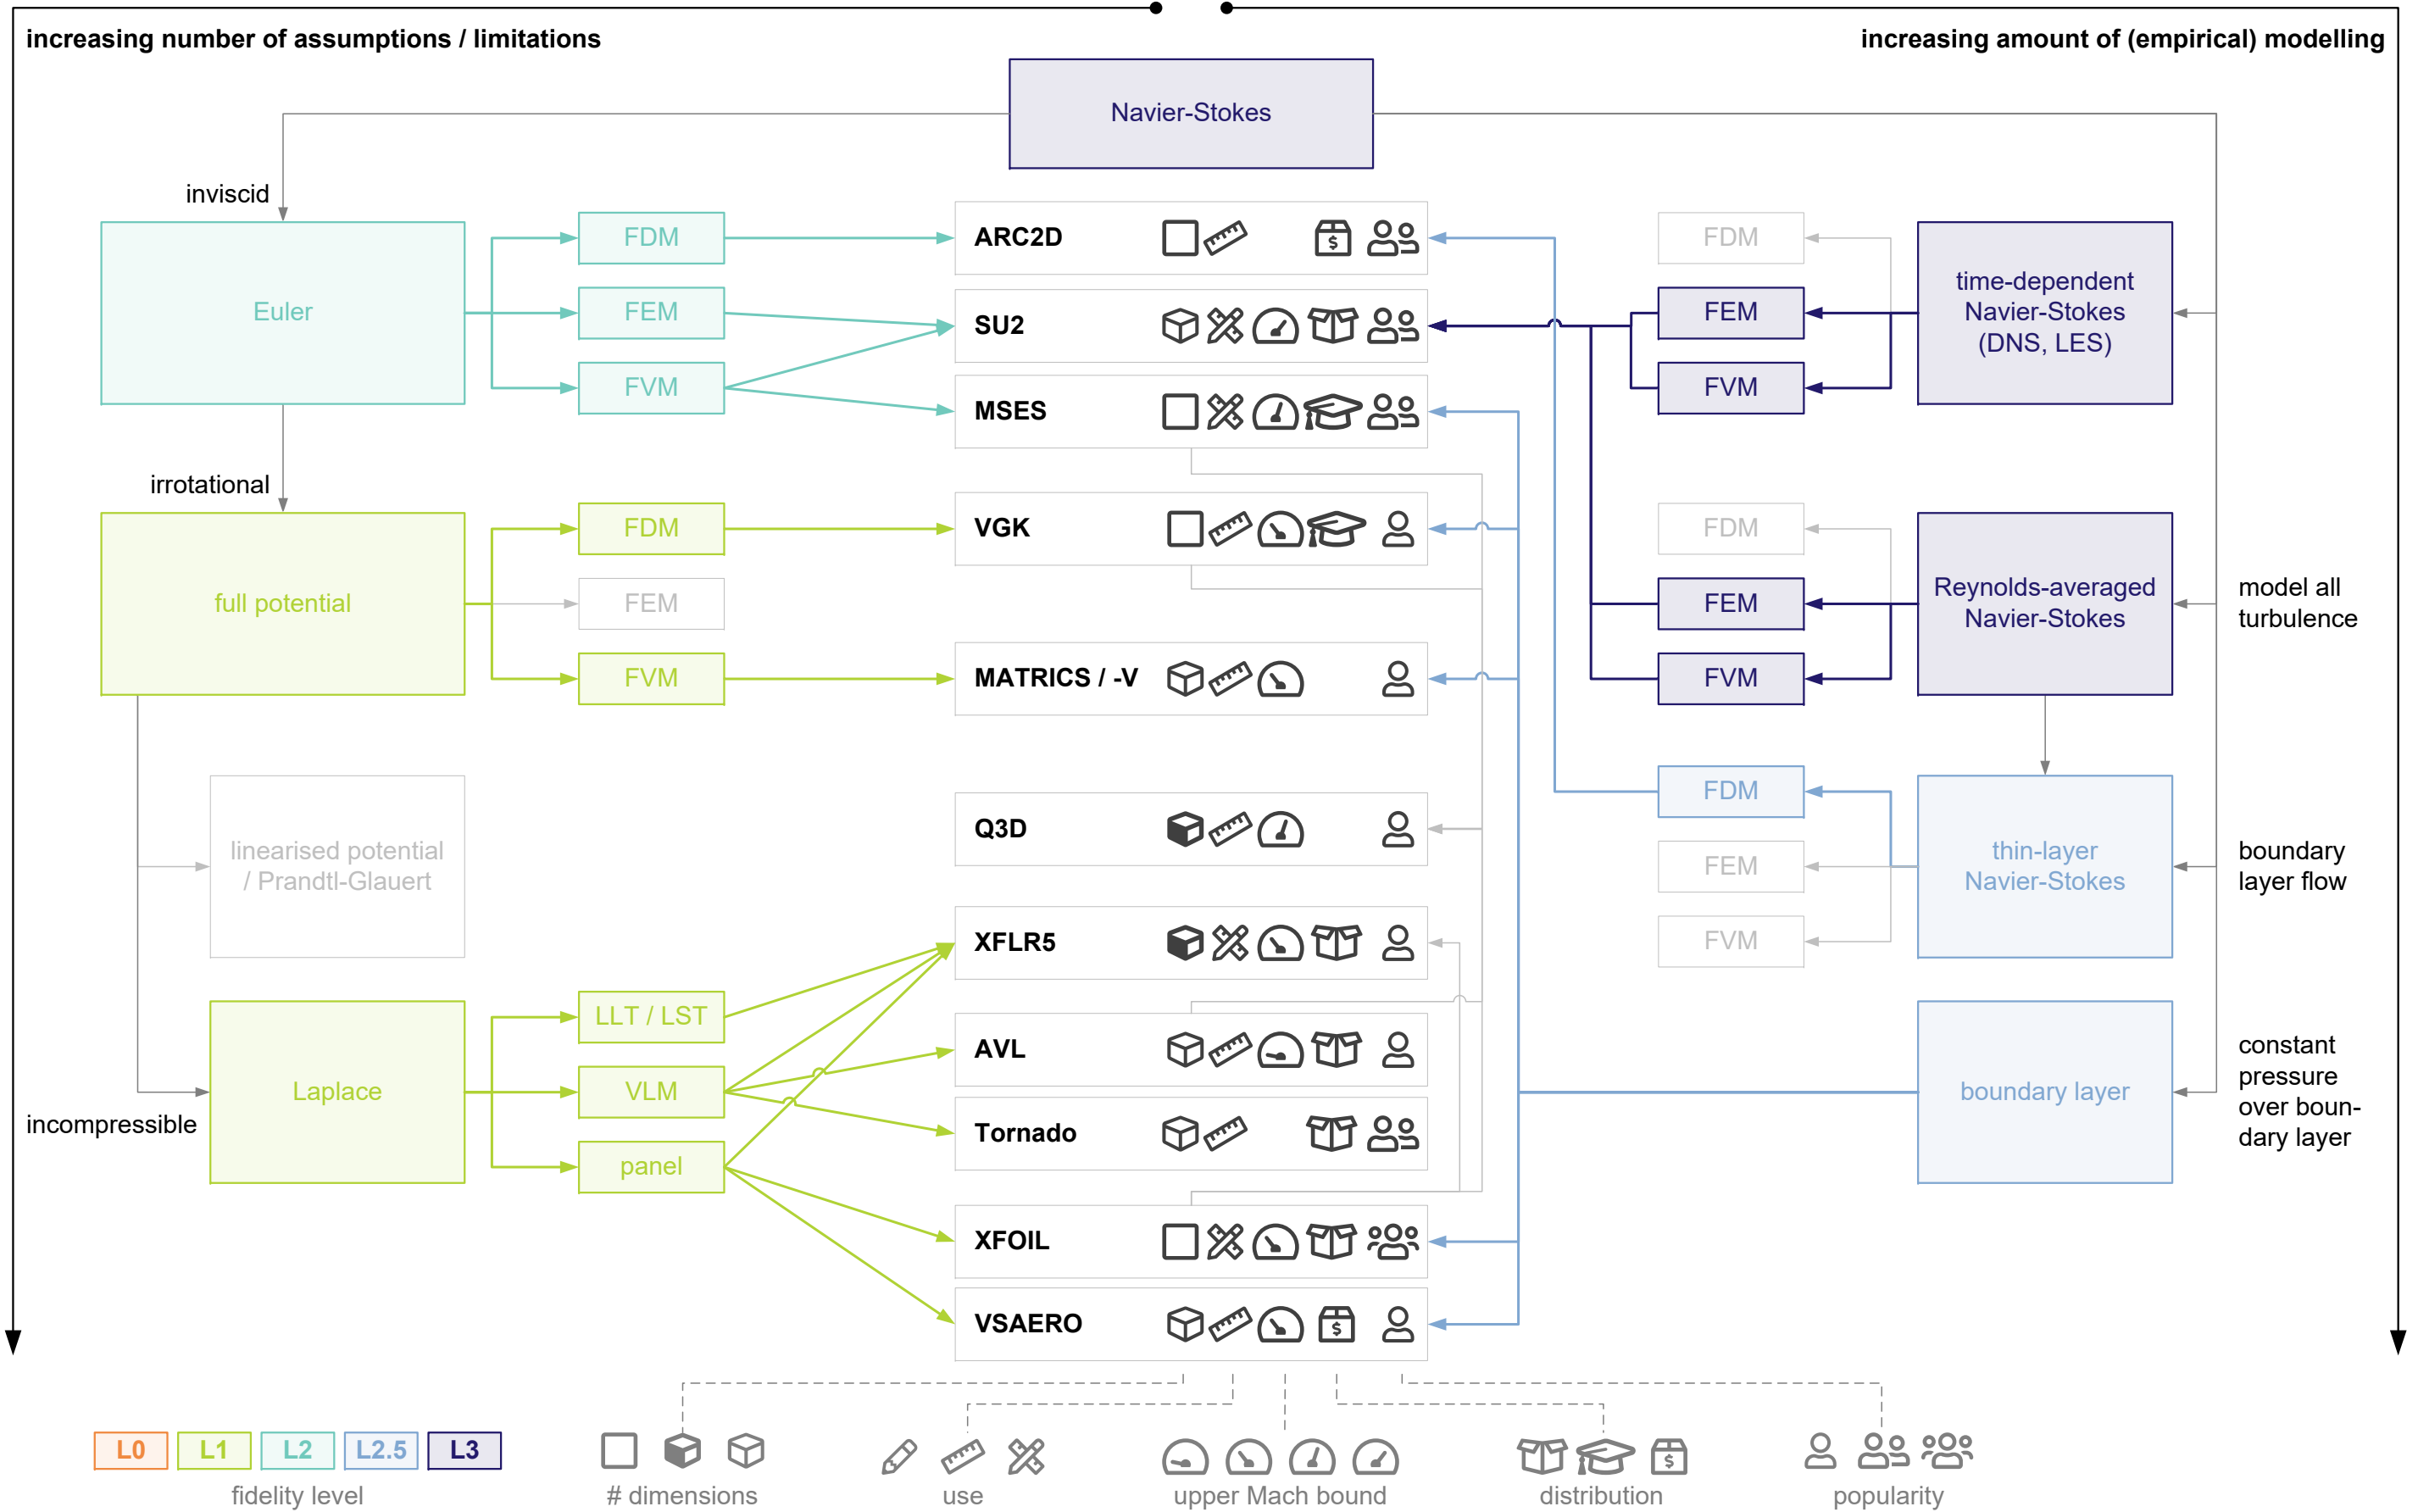 increasing number of assumptions / limitations
increasing amount of (empirical) modelling
Navier-Stokes
inviscid
Euler
FDM
FEM
FVM
irrotational
full potential
FDM
FEM
FVM
linearised potential
/ Prandtl-Glauert
incompressible
Laplace
LLT / LST
VLM
panel
ARC2D
$
SU2
MSES
VGK
MATRICS / -V
Q3D
XFLR5
AVL
Tornado
XFOIL
VSAERO
$
FDM
FEM
FVM
time-dependent
Navier-Stokes
(DNS, LES)
FDM
FEM
FVM
Reynolds-averaged
Navier-Stokes
model all
turbulence
FDM
FEM
FVM
thin-layer
Navier-Stokes
boundary
layer flow
boundary layer
constant
pressure
over boun-
dary layer
L0
L1
L2
L2.5
L3
fidelity level
# dimensions
use
upper Mach bound
$
distribution
popularity